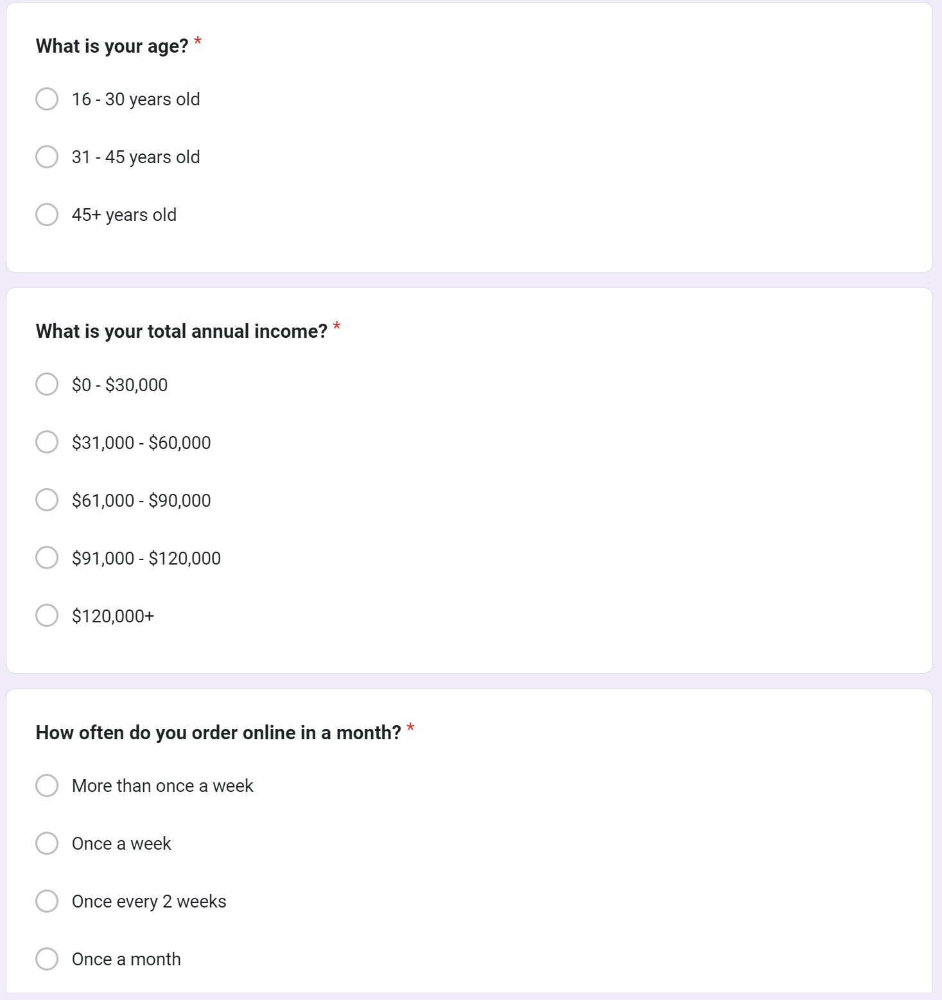 What is your age? *
16 - 30 years old
31 - 45 years old
45+ years old
What is your total annual income? *
$0 - $30,000
$31,000 - $60,000
$61,000 - $90,000
$91,000 - $120,000
$120,000+
How often do you order online in a month? *
More than once a week
Once a week
Once every 2 weeks
Once a month